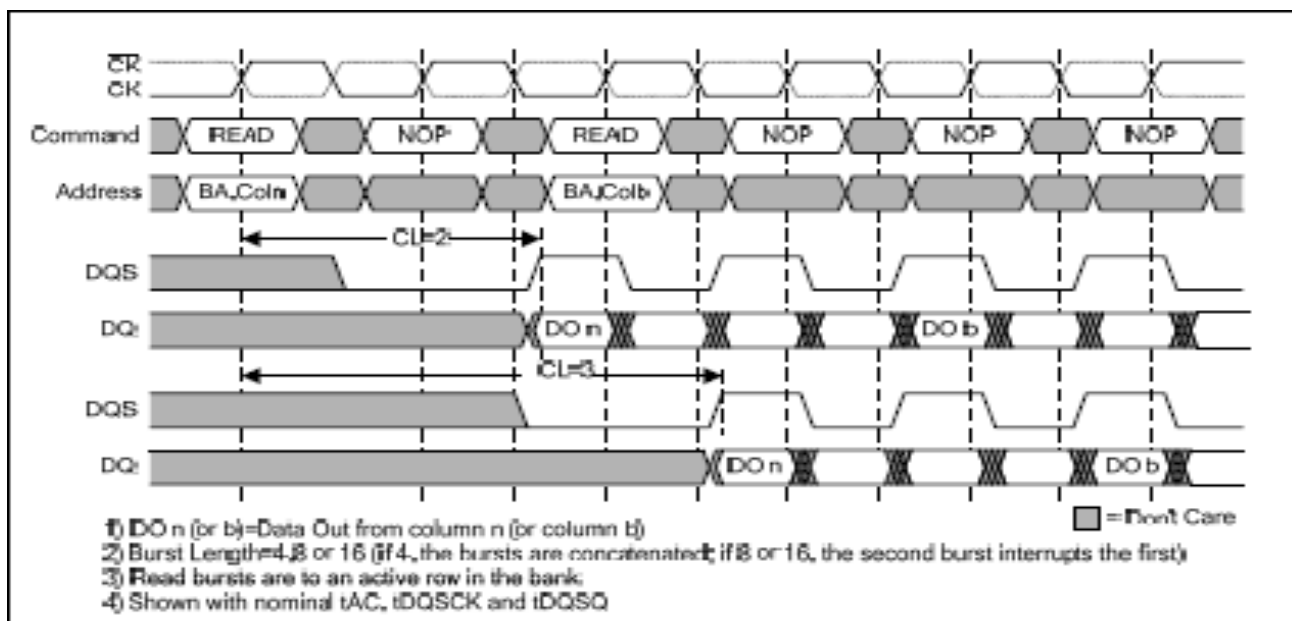 CK
CK
Command READ NOP READ NOP NOP NOP
Address BA,Coln BA,Colb
CL=2
DQS
DQ: DO n DO b
CL=3
DQS
DQ: DO n DO b
1) DO n (or b)=Data Out from column n (or column b)
=Don't Care
2) Burst Length=4,8 or 16 (if 4, the bursts are concatenated; if 8 or 16, the second burst interrupts the first)
3) Read bursts are to an active row in the bank.
4) Shown with nominal tAC, tDQSCK and tDQSQ